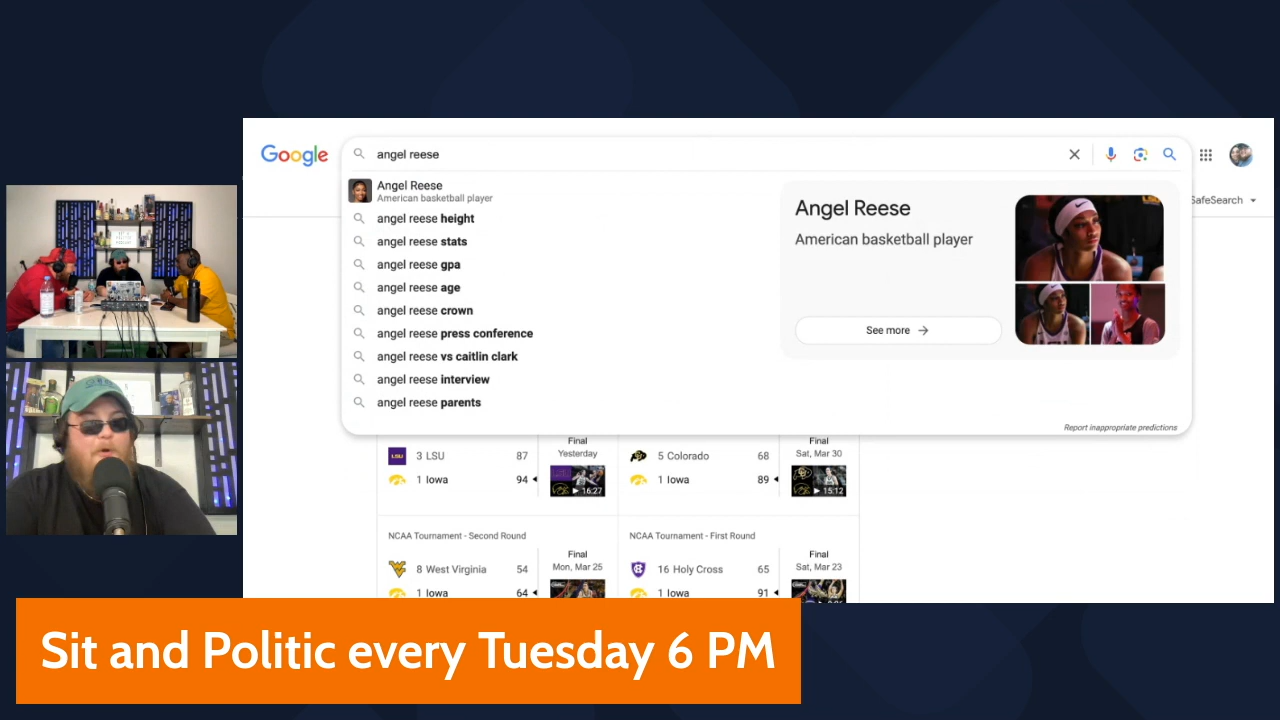 Google
angel reese
Angel Reese
American basketball player
angel reese height
angel reese stats
angel reese gpa
angel reese age
angel reese crown
angel reese press conference
angel reese vs caitlin clark
angel reese interview
angel reese parents
Angel Reese
American basketball player
See more
Report inappropriate predictions
SafeSearch
3 LSU 87
1 Iowa 94
Final
Yesterday
16:27
5 Colorado 68
1 Iowa 89
Final
Sat, Mar 30
15:12
NCAA Tournament - Second Round
8 West Virginia 54
1 Iowa 64
Final
Mon, Mar 25
NCAA Tournament - First Round
16 Holy Cross 65
1 Iowa 91
Final
Sat, Mar 23
Sit and Politic every Tuesday 6 PM